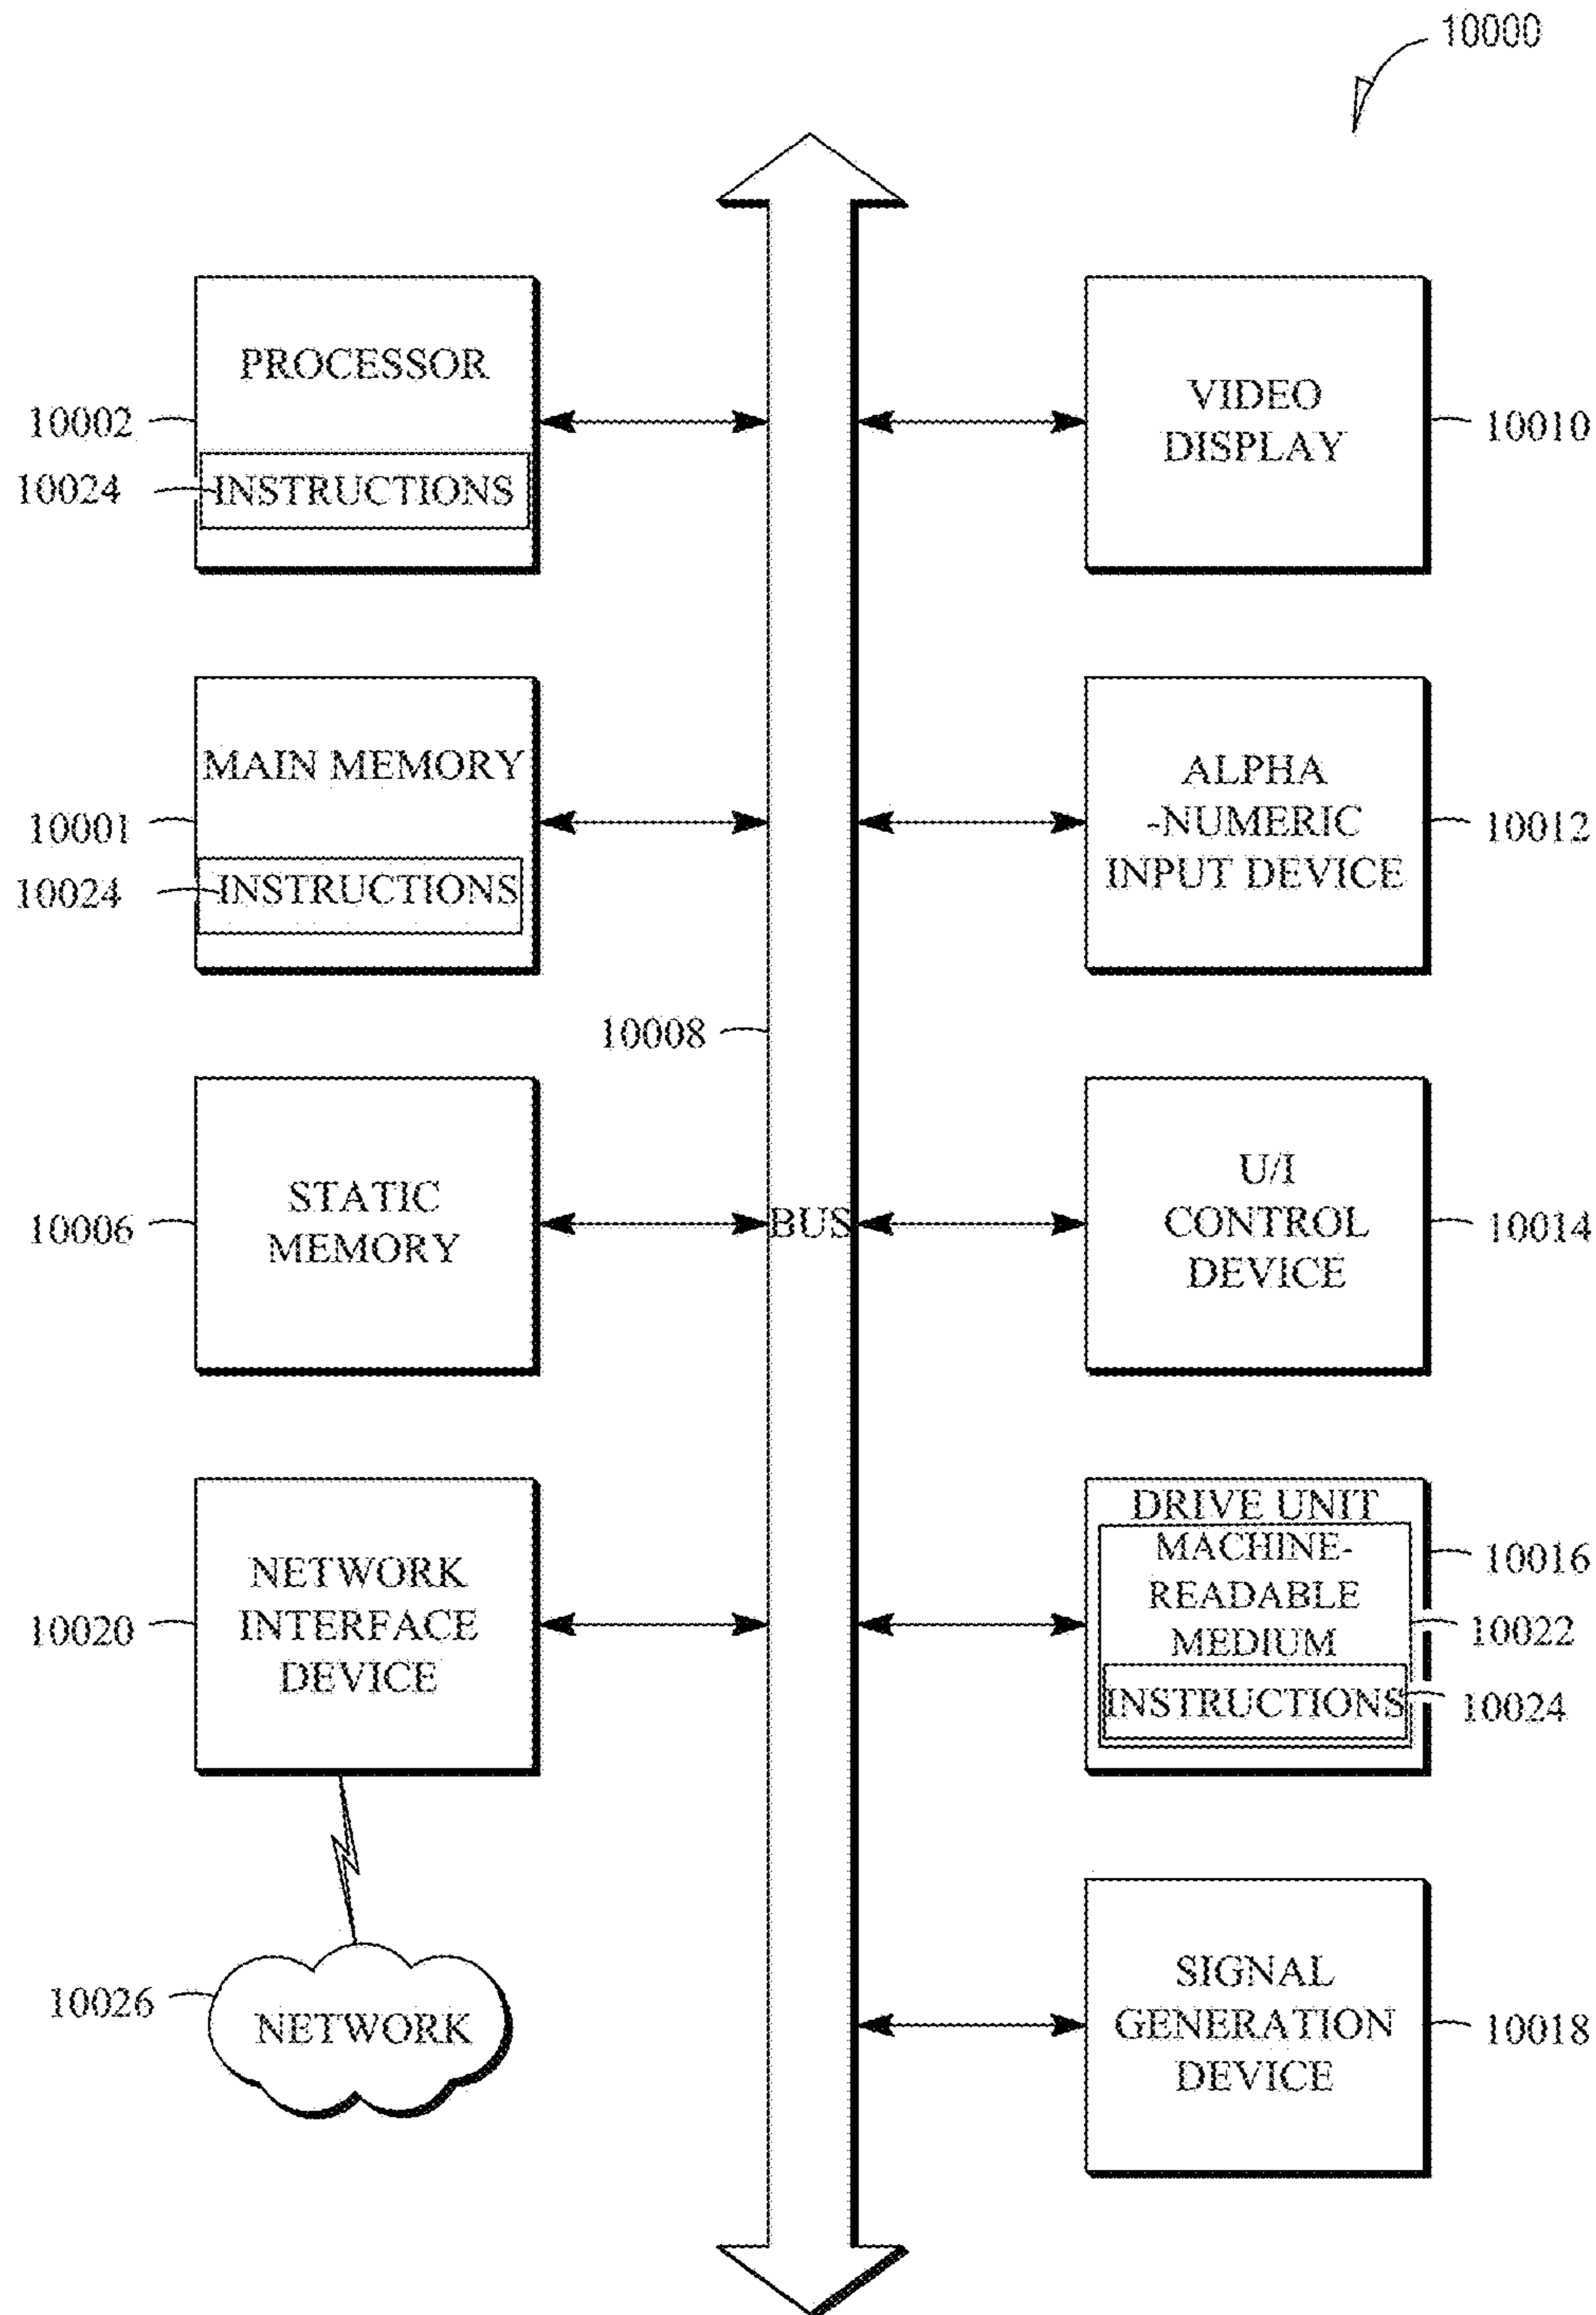 10000
PROCESSOR
10002
10024
INSTRUCTIONS
MAIN MEMORY
10001
10024
INSTRUCTIONS
10008
STATIC
MEMORY
10006
BUS
NETWORK
INTERFACE
DEVICE
10020
10026
NETWORK
VIDEO
DISPLAY
10010
ALPHA
-NUMERIC
INPUT DEVICE
10012
U/I
CONTROL
DEVICE
10014
DRIVE UNIT
MACHINE-
READABLE
MEDIUM
10016
10022
INSTRUCTIONS
10024
SIGNAL
GENERATION
DEVICE
10018